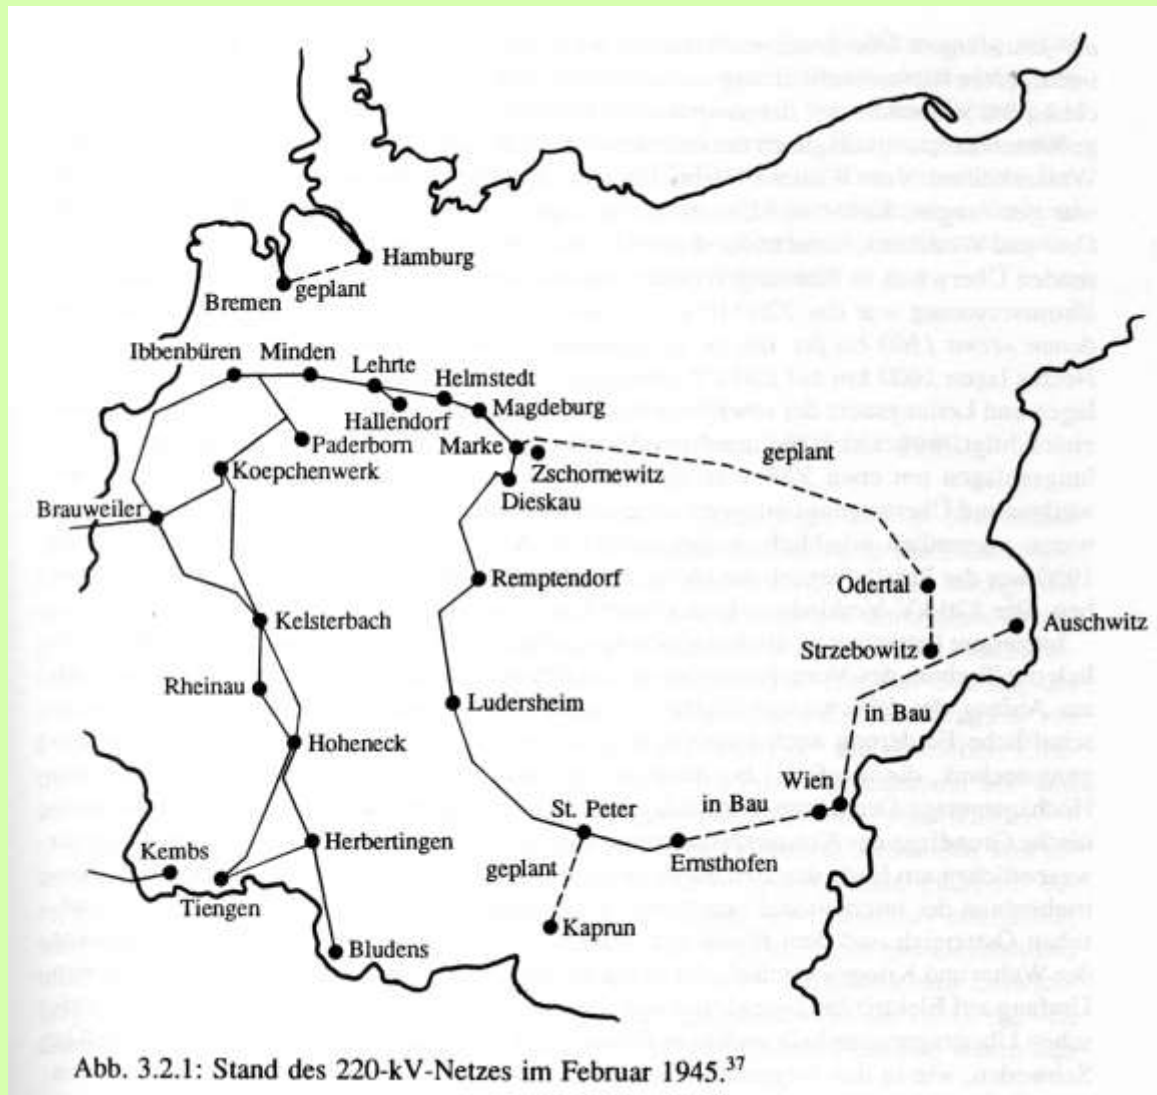 Hamburg
geplant
Bremen
Ibbenbüren
Minden
Lehrte
Helmstedt
Hallendorf
Magdeburg
Paderborn
Marke
geplant
Koepchenwerk
Zschornewitz
Dieskau
Brauweiler
Remptendorf
Odertal
Kelsterbach
Auschwitz
Strzebowitz
Rheinau
Ludersheim
in Bau
Hoheneck
Wien
in Bau
St. Peter
Herbertingen
Kembs
Ernsthofen
geplant
Tiengen
Kaprun
Bludens
Abb. 3.2.1: Stand des 220-kV-Netzes im Februar 1945.37